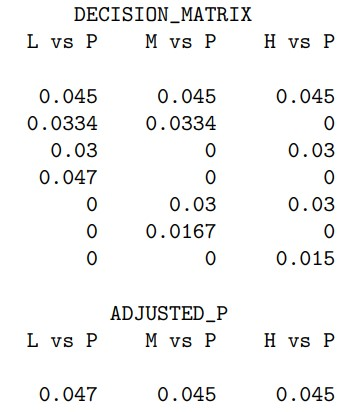 DECISION_MATRIX
L vs P M vs P H vs P
0.045 0.045 0.045
0.0334 0.0334 0
0.03 0 0.03
0.047 0 0
0 0.03 0.03
0 0.0167 0
0 0 0.015
ADJUSTED_P
L vs P M vs P H vs P
0.047 0.045 0.045